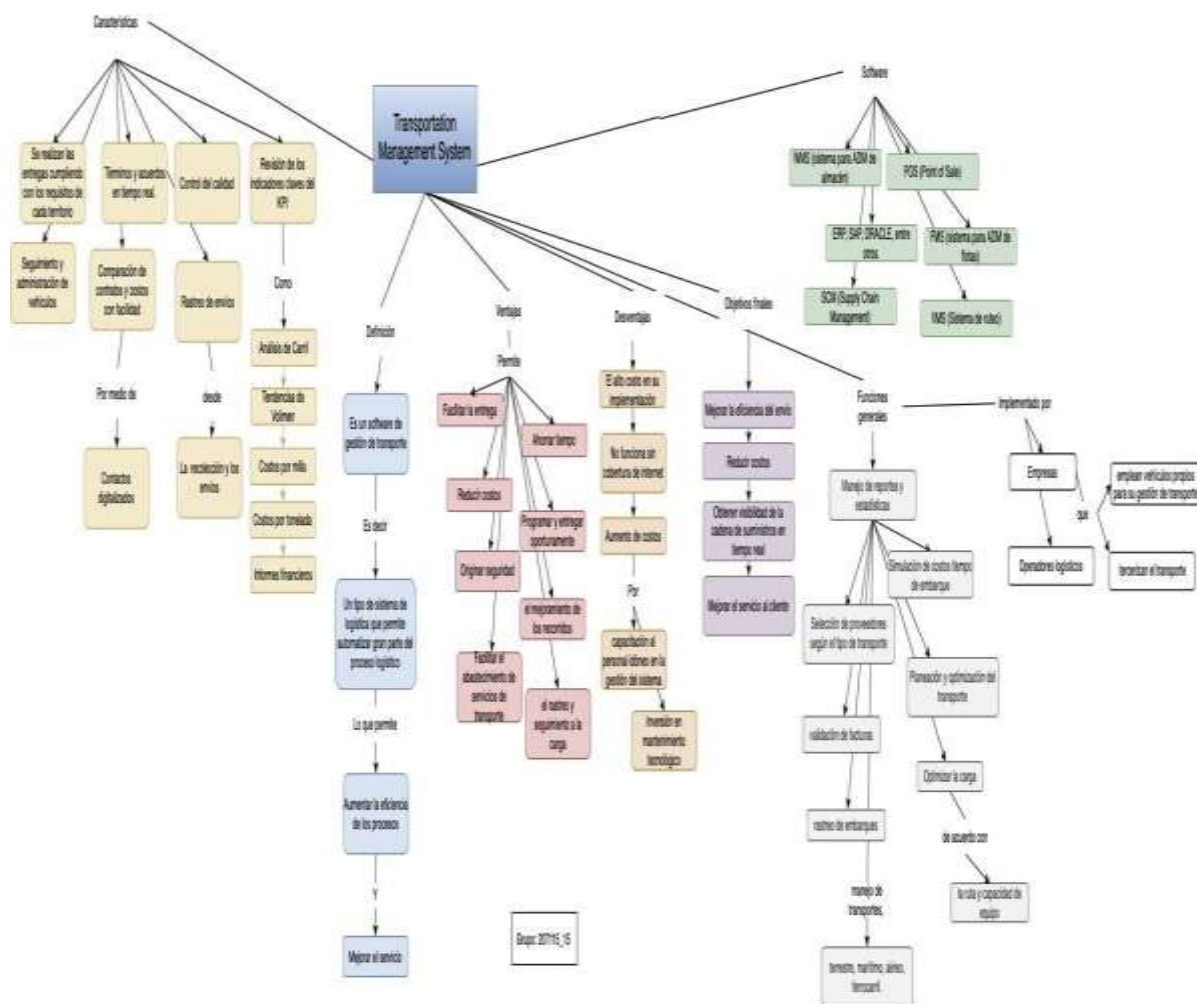 Características
Software
Transportation
Management System
Se realizan las
entregas cumpliendo
con los requisitos de
cada territorio
Términos y acuerdos
en tiempo real.
Control del calidad
Revisión de los
indicadores claves del
KPI
Seguimiento y
administración de
vehículos
Comparación de
contratos y costos
con facilidad
Rastreo de envíos
Como
Análisis de Carril
Por medio de
desde
Tendencias de
Contactos
digitalizados
La recolección y los
envíos
Costos por milla
Costos por tonelada
Informes financieros
Definición
Es un software de
gestión de transporte
Es decir
Un tipo de sistema de
logística que permite
automatizar gran parte del
proceso logístico
Lo que permite
Aumentar la eficiencia
de los procesos
Y
Mejorar el servicio
Ventajas
Permite
Facilitar la entrega
Ahorrar tiempo
Reducir costos
Programar y entregar
oportunamente
Originar seguridad
el mejoramiento de
los recorridos
Facilitar el
abastecimiento de
servicios de
transporte
el rastreo y
seguimiento a la
carga
Desventajas
El alto costo en su
implementación
No funciona sin
cobertura de internet
Aumento de costos
Por
capacitación el
personal idóneo en la
gestión del sistema
Inversión en
mantenimiento
tecnológico
Objetivos finales
Mejorar la eficiencia del envío
Reducir costos
Obtener visibilidad de la
cadena de suministros en
tiempo real
Mejorar el servicio al cliente
(sistema para ADM de
almacén)
POS (Point of Sale)
ERP, SAP, ORACLE, entre
otros.
FMS (sistema para ADM de
flotas)
SCM (Supply Chain
Management)
(Sistema de rutas)
Funciones
generales
Implementado por
Empresas
que
emplean vehículos propios
para su gestión de transporte
Operadores logísticos
tercerizan el transporte
Manejo de reportes y
estadísticas
Simulación de costos tiempo
de embarque
Selección de proveedores
según el tipo de transporte
Planeación y optimización del
transporte
validación de facturas
Optimizar la carga
rastreo de embarques
de acuerdo con
la ruta y capacidad de
equipo
manejo de
transportes;
terrestre, marítimo, aéreo,
ferrocarril.
Grupo: 207115_15